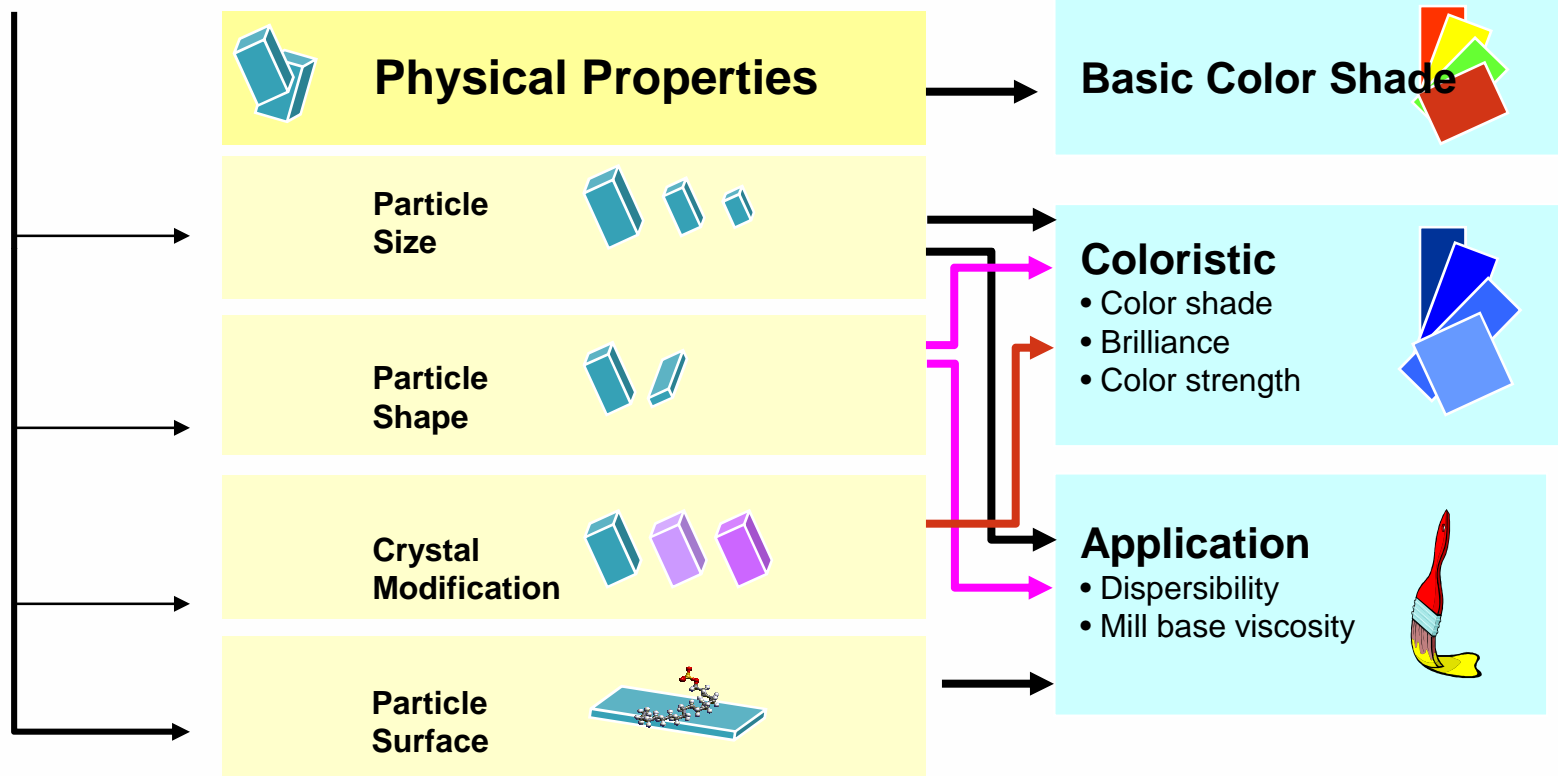 Physical Properties
Basic Color Shade
Particle
Size
Particle
Shape
Crystal
Modification
Particle
Surface
Coloristic
• Color shade
• Brilliance
• Color strength
Application
• Dispersibility
• Mill base viscosity